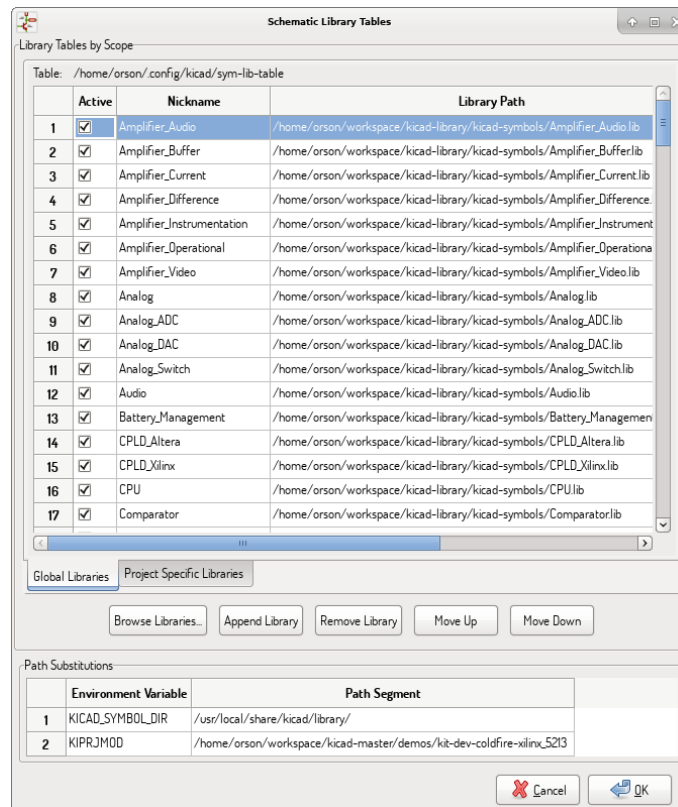 Schematic Library Tables
Library Tables by Scope
Table: /home/orson/.config/kicad/sym-lib-table
Active Nickname Library Path
1 Amplifier_Audio /home/orson/workspace/kicad-library/kicad-symbols/Amplifier_Audio.lib
2 Amplifier_Buffer /home/orson/workspace/kicad-library/kicad-symbols/Amplifier_Buffer.lib
3 Amplifier_Current /home/orson/workspace/kicad-library/kicad-symbols/Amplifier_Current.lib
4 Amplifier_Difference /home/orson/workspace/kicad-library/kicad-symbols/Amplifier_Difference.
5 Amplifier_Instrumentation /home/orson/workspace/kicad-library/kicad-symbols/Amplifier_Instrument
6 Amplifier_Operational /home/orson/workspace/kicad-library/kicad-symbols/Amplifier_Operationa
7 Amplifier_Video /home/orson/workspace/kicad-library/kicad-symbols/Amplifier_Video.lib
8 Analog /home/orson/workspace/kicad-library/kicad-symbols/Analog.lib
9 Analog_ADC /home/orson/workspace/kicad-library/kicad-symbols/Analog_ADC.lib
10 Analog_DAC /home/orson/workspace/kicad-library/kicad-symbols/Analog_DAC.lib
11 Analog_Switch /home/orson/workspace/kicad-library/kicad-symbols/Analog_Switch.lib
12 Audio /home/orson/workspace/kicad-library/kicad-symbols/Audio.lib
13 Battery_Management /home/orson/workspace/kicad-library/kicad-symbols/Battery_Managemen
14 CPLD_Altera /home/orson/workspace/kicad-library/kicad-symbols/CPLD_Altera.lib
15 CPLD_Xilinx /home/orson/workspace/kicad-library/kicad-symbols/CPLD_Xilinx.lib
16 CPU /home/orson/workspace/kicad-library/kicad-symbols/CPU.lib
17 Comparator /home/orson/workspace/kicad-library/kicad-symbols/Comparator.lib
Global Libraries Project Specific Libraries
Browse Libraries... Append Library Remove Library Move Up Move Down
Path Substitutions
Environment Variable Path Segment
1 KICAD_SYMBOL_DIR /usr/local/share/kicad/library/
2 KIPRJMOD /home/orson/workspace/kicad-master/demos/kit-dev-coldfire-xilinx_5213
Cancel OK